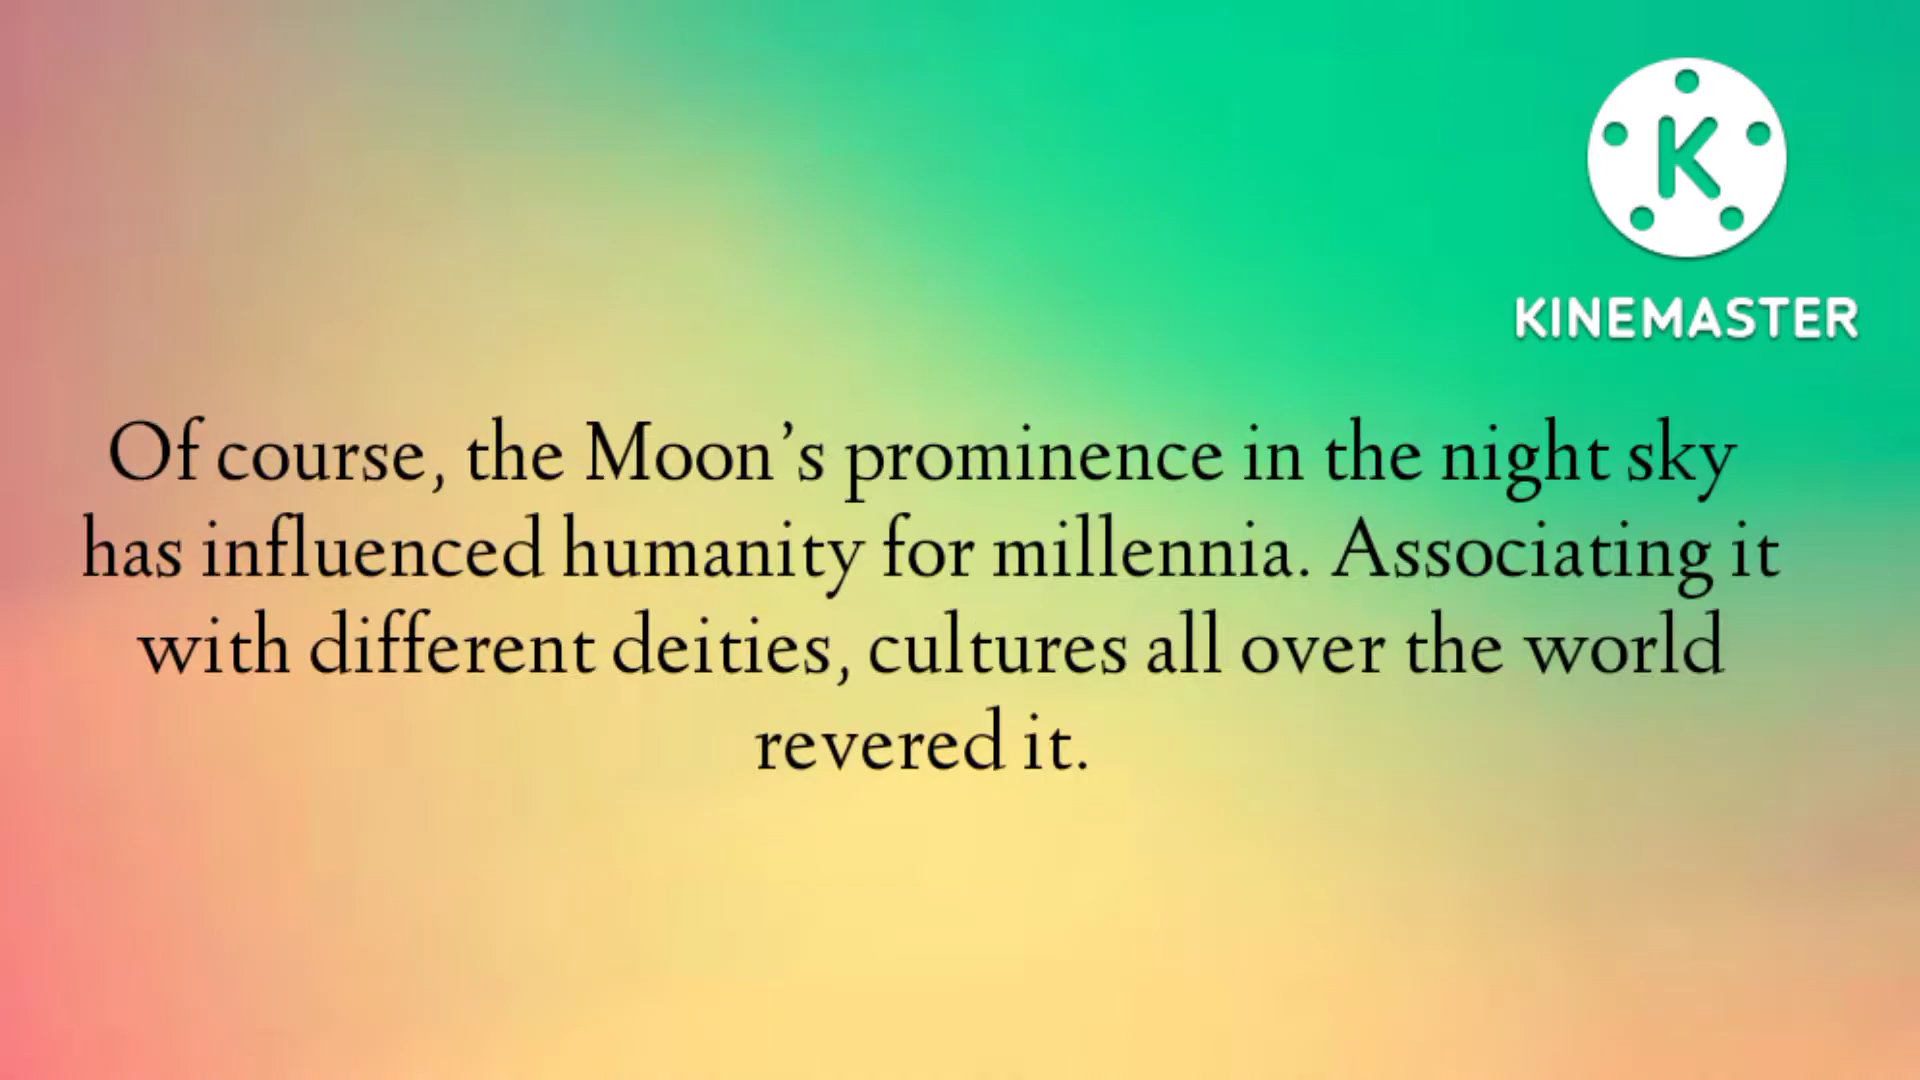 K
KINEMASTER
Of course, the Moon’s prominence in the night sky
has influenced humanity for millennia. Associating it
with different deities, cultures all over the world
revered it.